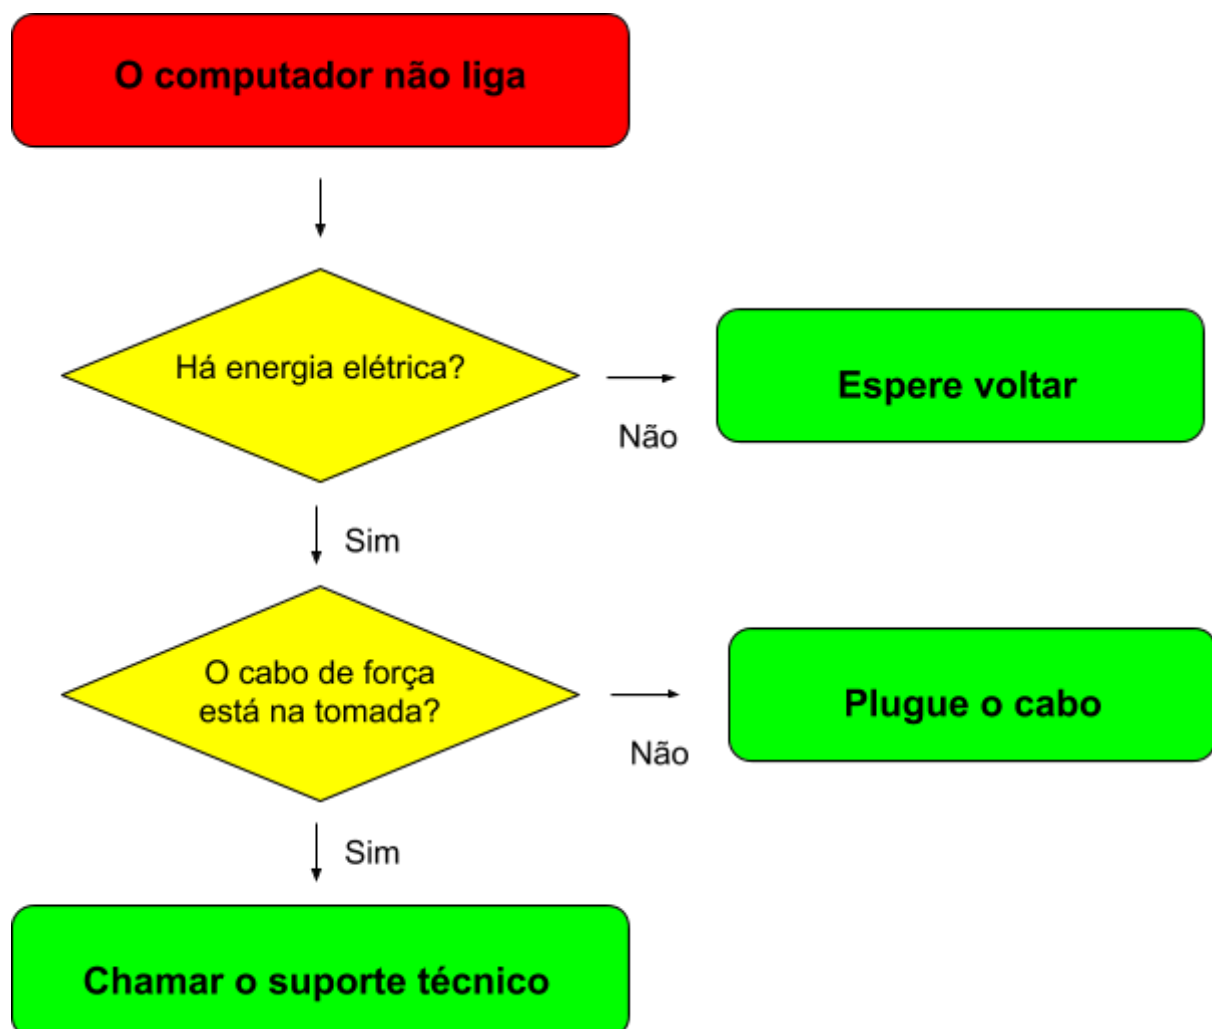 O computador não liga
Há energia elétrica?
Não
Espere voltar
Sim
O cabo de força
está na tomada?
Não
Plugue o cabo
Sim
Chamar o suporte técnico